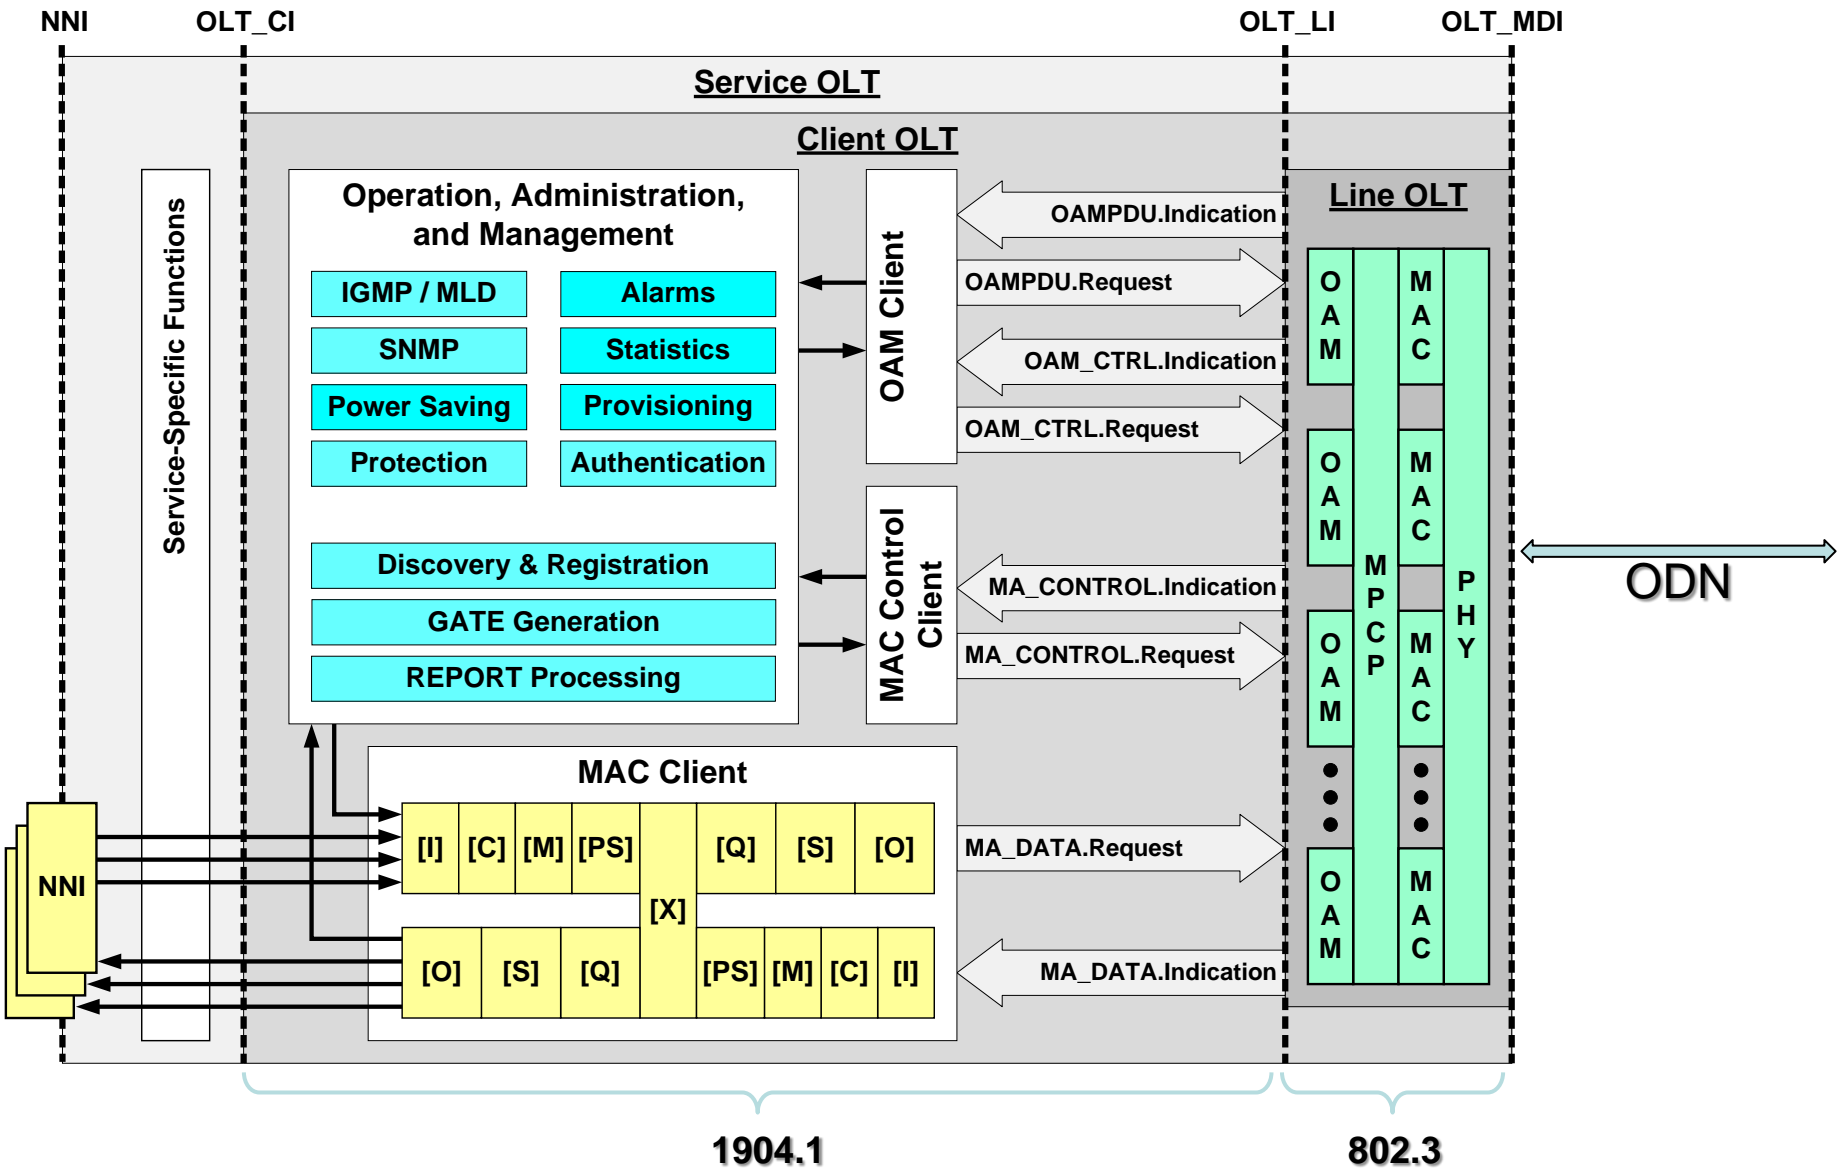 NNI
OLT_CI
OLT_LI
OLT_MDI
Service OLT
Client OLT
Line OLT
Service-Specific Functions
Operation, Administration,
and Management
IGMP / MLD
Alarms
SNMP
Statistics
Power Saving
Provisioning
Protection
Authentication
Discovery & Registration
GATE Generation
REPORT Processing
OAM Client
MAC Control
Client
OAMPDU.Indication
OAMPDU.Request
OAM_CTRL.Indication
OAM_CTRL.Request
MA_CONTROL.Indication
MA_CONTROL.Request
MA_DATA.Request
MA_DATA.Indication
OAM
OAM
OAM
OAM
MPCP
MAC
MAC
MAC
MAC
PHY
ODN
MAC Client
[I] [C] [M] [PS] [Q] [S] [O]
[X]
[O] [S] [Q] [PS] [M] [C] [I]
NNI
1904.1
802.3